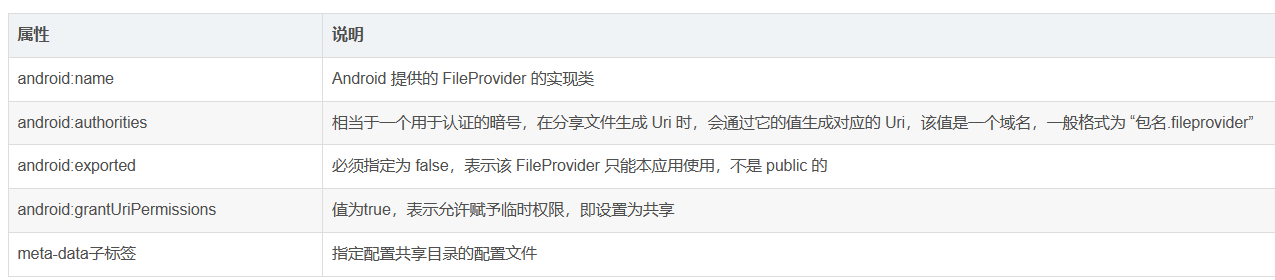 属性 说明
android:name Android 提供的 FileProvider 的实现类
android:authorities 相当于一个用于认证的暗号，在分享文件生成 Uri 时，会通过它的值生成对应的 Uri，该值是一个域名，一般格式为 “包名.fileprovider”
android:exported 必须指定为 false，表示该 FileProvider 只能本应用使用，不是 public 的
android:grantUriPermissions 值为true，表示允许赋予临时权限，即设置为共享
meta-data子标签 指定配置共享目录的配置文件